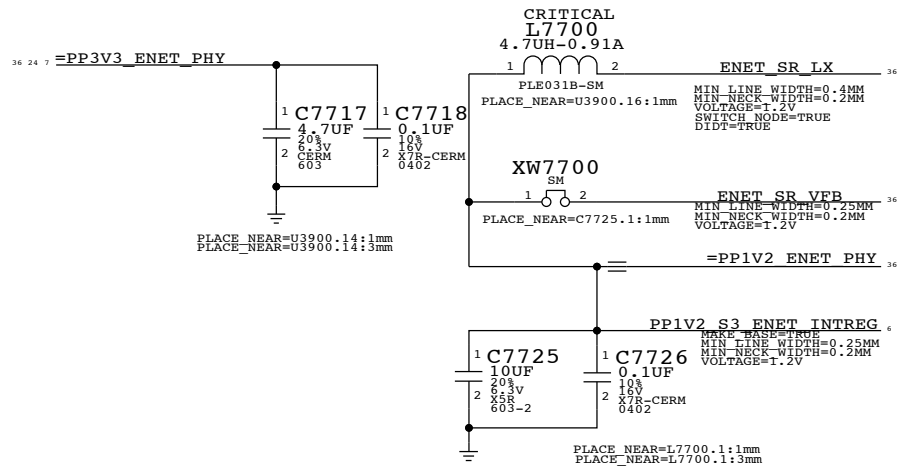 CRITICAL
L7700
4.7UH-0.91A
36 24 7 =PP3V3_ENET_PHY
1 2 ENET_SR_LX 36
PLE031B-SM
PLACE_NEAR=U3900.16:1mm
MIN_LINE_WIDTH=0.4MM
MIN_NECK_WIDTH=0.2MM
VOLTAGE=1.2V
SWITCH_NODE=TRUE
DIDT=TRUE
1 C7717
4.7UF
20%
2 6.3V
CERM
603
1 C7718
0.1UF
10%
2 16V
X7R-CERM
0402
PLACE_NEAR=U3900.14:1mm
PLACE_NEAR=U3900.14:3mm
XW7700
SM
1 2 ENET_SR_VFB 36
PLACE_NEAR=C7725.1:1mm
MIN_LINE_WIDTH=0.25MM
MIN_NECK_WIDTH=0.2MM
VOLTAGE=1.2V
=PP1V2_ENET_PHY 36
PP1V2_S3_ENET_INTREG 6
MAKE_BASE=TRUE
MIN_LINE_WIDTH=0.25MM
MIN_NECK_WIDTH=0.2MM
VOLTAGE=1.2V
1 C7725
10UF
20%
2 6.3V
X5R
603-2
1 C7726
0.1UF
10%
2 16V
X7R-CERM
0402
PLACE_NEAR=L7700.1:1mm
PLACE_NEAR=L7700.1:3mm